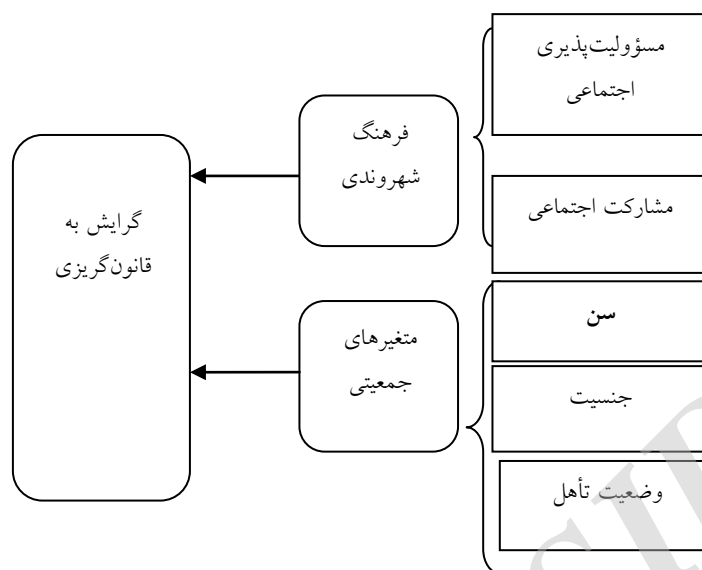 مسؤولیت‌پذیری
اجتماعی
فرهنگ
شهروندی
مشارکت اجتماعی
گرایش به
قانون‌گریزی
متغیرهای
جمعیتی
سن
جنسیت
وضعیت تأهل